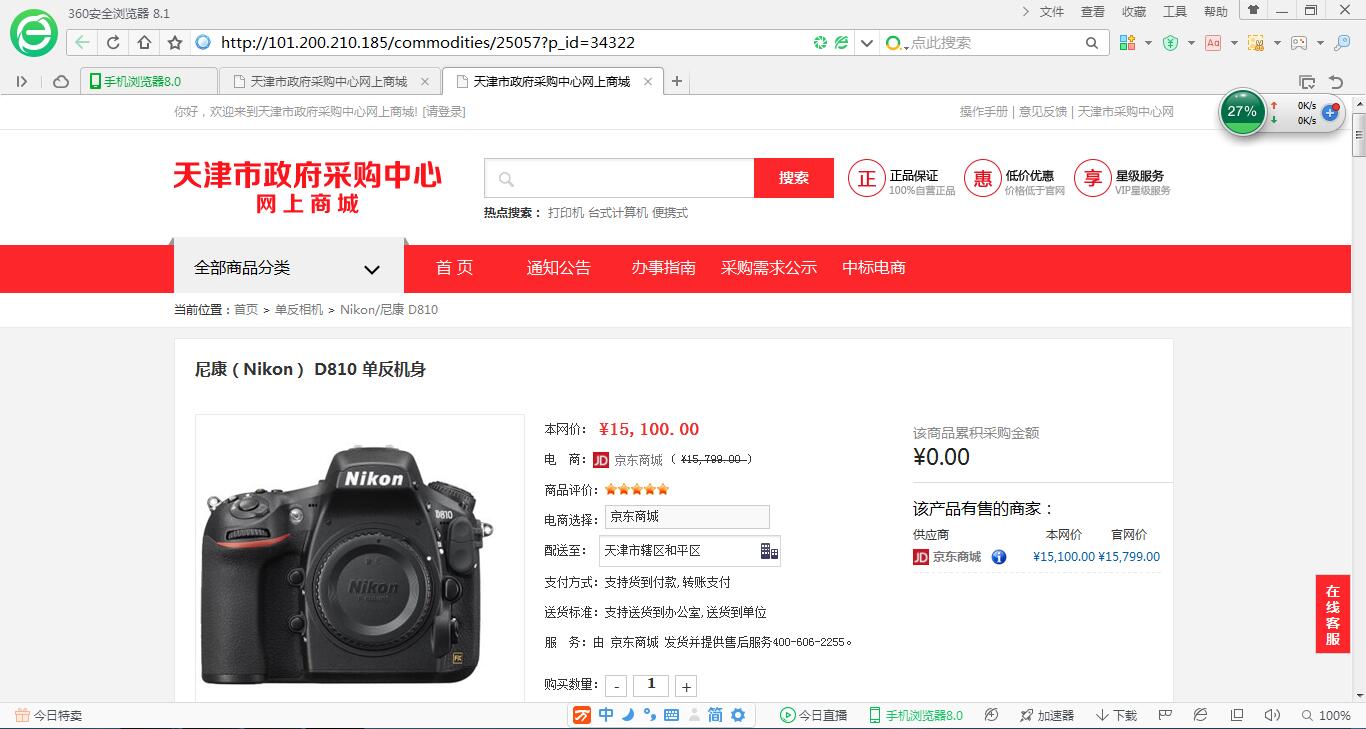 360安全浏览器 8.1
文件 查看 收藏 工具 帮助
http://101.200.210.185/commodities/25057?p_id=34322
点此搜索
手机浏览器8.0
天津市政府采购中心网上商城
天津市政府采购中心网上商城
你好，欢迎来到天津市政府采购中心网上商城! [请登录]
操作手册 | 意见反馈 | 天津市采购中心网
27%
0K/s
0K/s
天津市政府采购中心
网上商城
搜索
热点搜索： 打印机 台式计算机 便携式
正 正品保证
100%自营正品
惠 低价优惠
价格低于官网
享 星级服务
VIP星级服务
全部商品分类
首 页 通知公告 办事指南 采购需求公示 中标电商
当前位置：首页 > 单反相机 > Nikon/尼康 D810
尼康（Nikon） D810 单反机身
Nikon
D810
Nikon
FX
本网价: ¥15,100.00
电 商: JD 京东商城 ( ¥15,799.00 )
商品评价:
电商选择: 京东商城
配送至: 天津市辖区和平区
支付方式: 支持货到付款,转账支付
送货标准: 支持送货到办公室,送货到单位
服 务: 由 京东商城 发货并提供售后服务400-606-2255。
购买数量: - 1 +
该商品累积采购金额
¥0.00
该产品有售的商家：
供应商 本网价 官网价
JD 京东商城 ¥15,100.00 ¥15,799.00
在线客服
今日特卖
中 简
今日直播
手机浏览器8.0
加速器
下载
100%